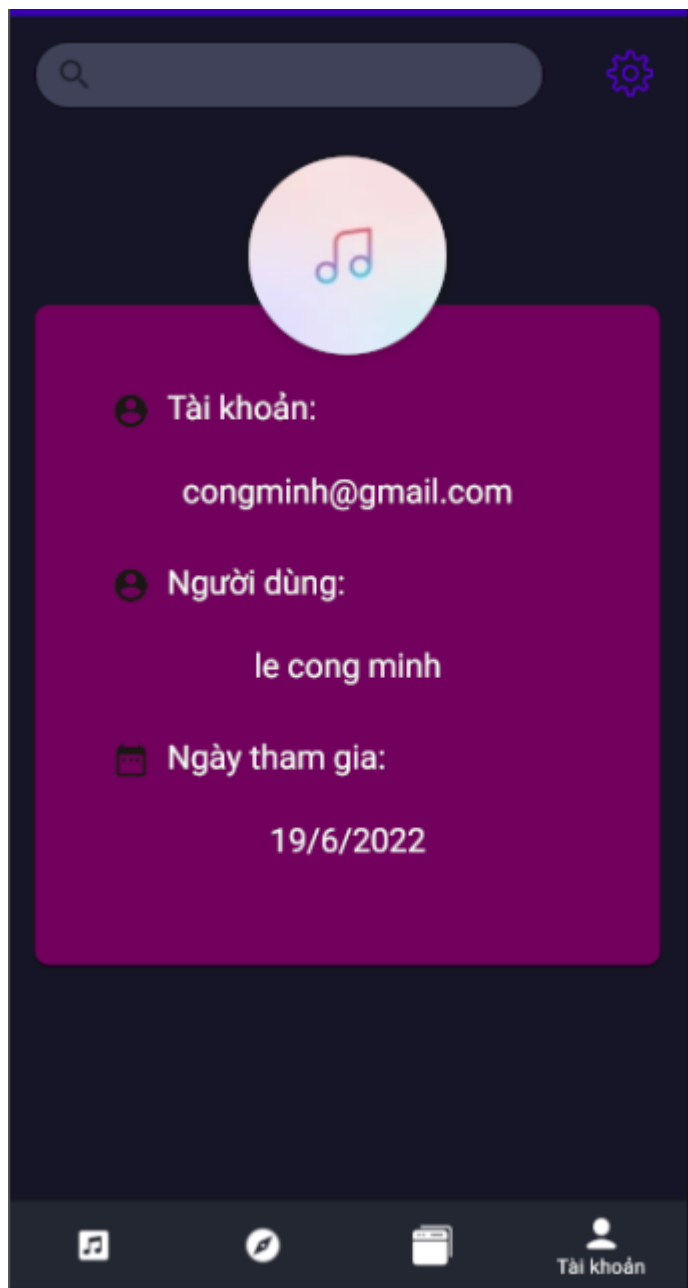 Tài khoản:
congminh@gmail.com
Người dùng:
le cong minh
Ngày tham gia:
19/6/2022
Tài khoản